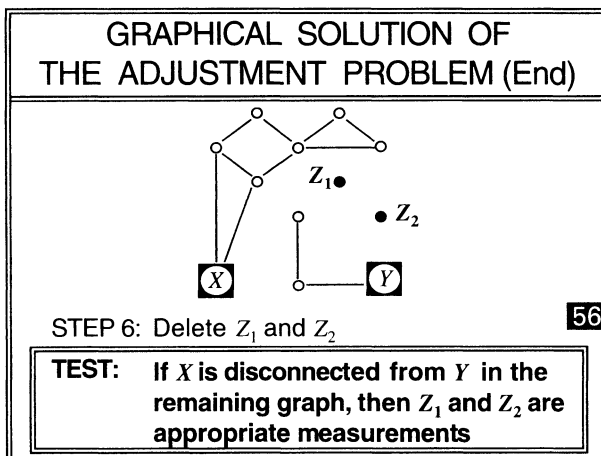 GRAPHICAL SOLUTION OF
THE ADJUSTMENT PROBLEM (End)
Z₁
Z₂
X
Y
56
STEP 6: Delete Z₁ and Z₂
TEST: If X is disconnected from Y in the
remaining graph, then Z₁ and Z₂ are
appropriate measurements